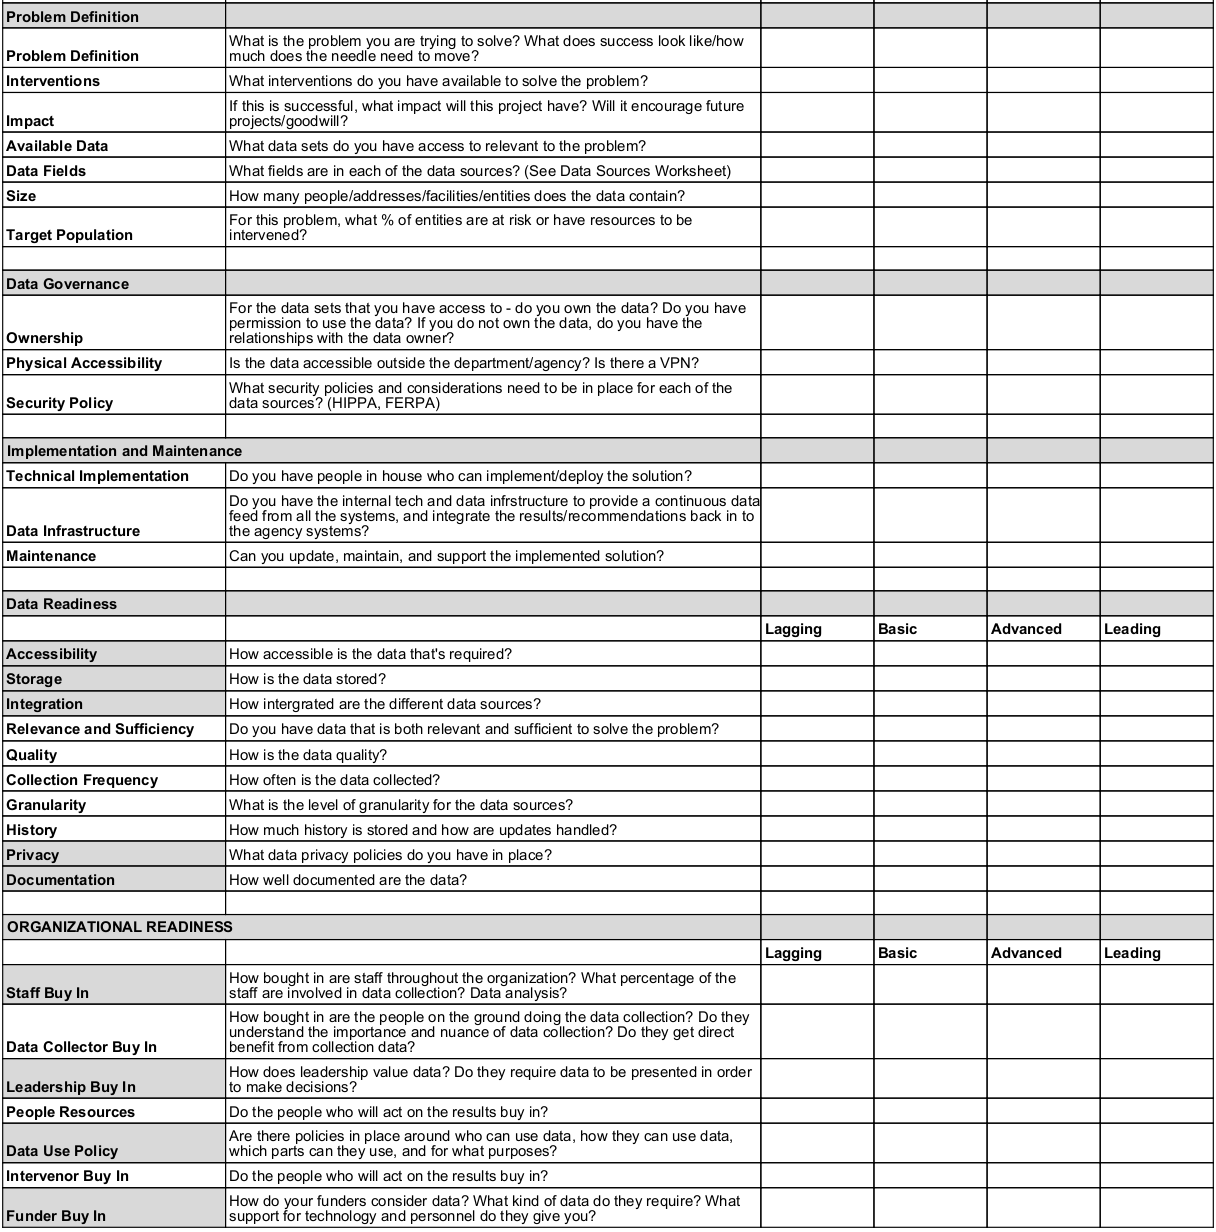 Problem Definition
Problem Definition
What is the problem you are trying to solve? What does success look like/how
much does the needle need to move?
Interventions
What interventions do you have available to solve the problem?
Impact
If this is successful, what impact will this project have? Will it encourage future
projects/goodwill?
Available Data
What data sets do you have access to relevant to the problem?
Data Fields
What fields are in each of the data sources? (See Data Sources Worksheet)
Size
How many people/addresses/facilities/entities does the data contain?
Target Population
For this problem, what % of entities are at risk or have resources to be
intervened?
Data Governance
Ownership
For the data sets that you have access to - do you own the data? Do you have
permission to use the data? If you do not own the data, do you have the
relationships with the data owner?
Physical Accessibility
Is the data accessible outside the department/agency? Is there a VPN?
Security Policy
What security policies and considerations need to be in place for each of the
data sources? (HIPPA, FERPA)
Implementation and Maintenance
Technical Implementation
Do you have people in house who can implement/deploy the solution?
Data Infrastructure
Do you have the internal tech and data infrstructure to provide a continuous data
feed from all the systems, and integrate the results/recommendations back in to
the agency systems?
Maintenance
Can you update, maintain, and support the implemented solution?
Data Readiness
Lagging Basic Advanced Leading
Accessibility
How accessible is the data that's required?
Storage
How is the data stored?
Integration
How intergrated are the different data sources?
Relevance and Sufficiency
Do you have data that is both relevant and sufficient to solve the problem?
Quality
How is the data quality?
Collection Frequency
How often is the data collected?
Granularity
What is the level of granularity for the data sources?
History
How much history is stored and how are updates handled?
Privacy
What data privacy policies do you have in place?
Documentation
How well documented are the data?
ORGANIZATIONAL READINESS
Lagging Basic Advanced Leading
Staff Buy In
How bought in are staff throughout the organization? What percentage of the
staff are involved in data collection? Data analysis?
Data Collector Buy In
How bought in are the people on the ground doing the data collection? Do they
understand the importance and nuance of data collection? Do they get direct
benefit from collection data?
Leadership Buy In
How does leadership value data? Do they require data to be presented in order
to make decisions?
People Resources
Do the people who will act on the results buy in?
Data Use Policy
Are there policies in place around who can use data, how they can use data,
which parts can they use, and for what purposes?
Intervenor Buy In
Do the people who will act on the results buy in?
Funder Buy In
How do your funders consider data? What kind of data do they require? What
support for technology and personnel do they give you?